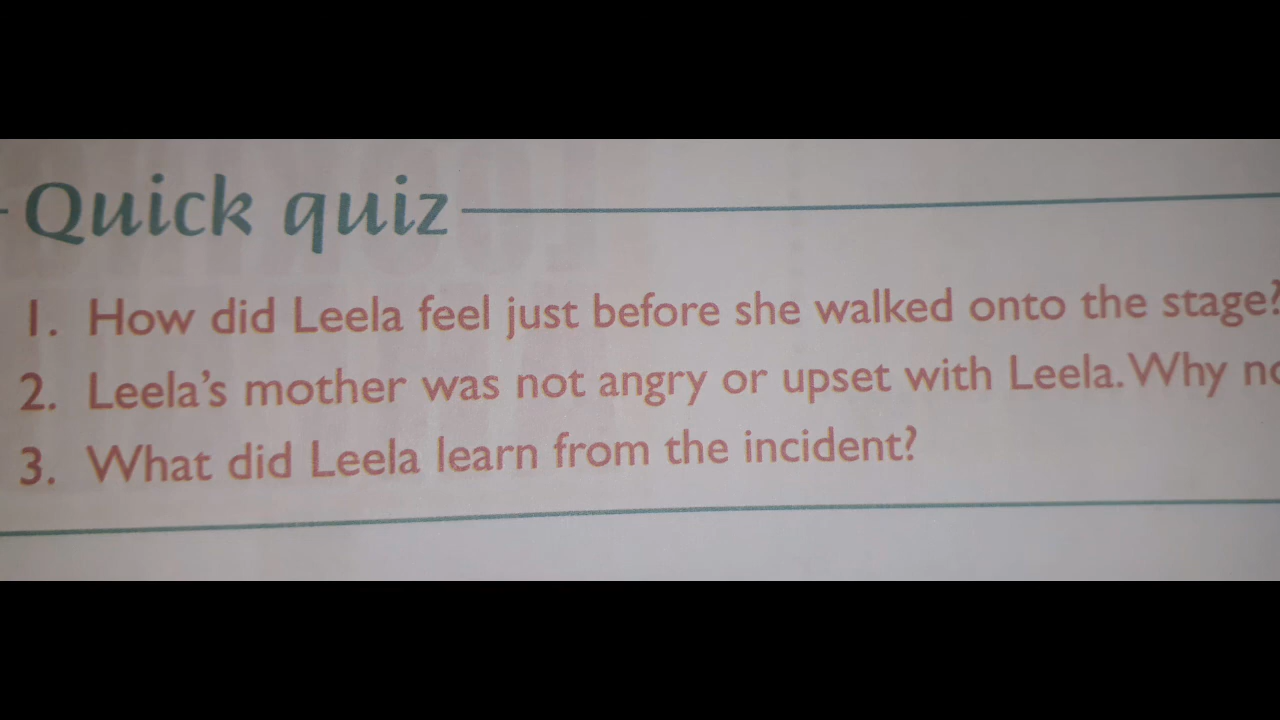 Quick quiz
1. How did Leela feel just before she walked onto the stage?
2. Leela's mother was not angry or upset with Leela. Why
3. What did Leela learn from the incident?